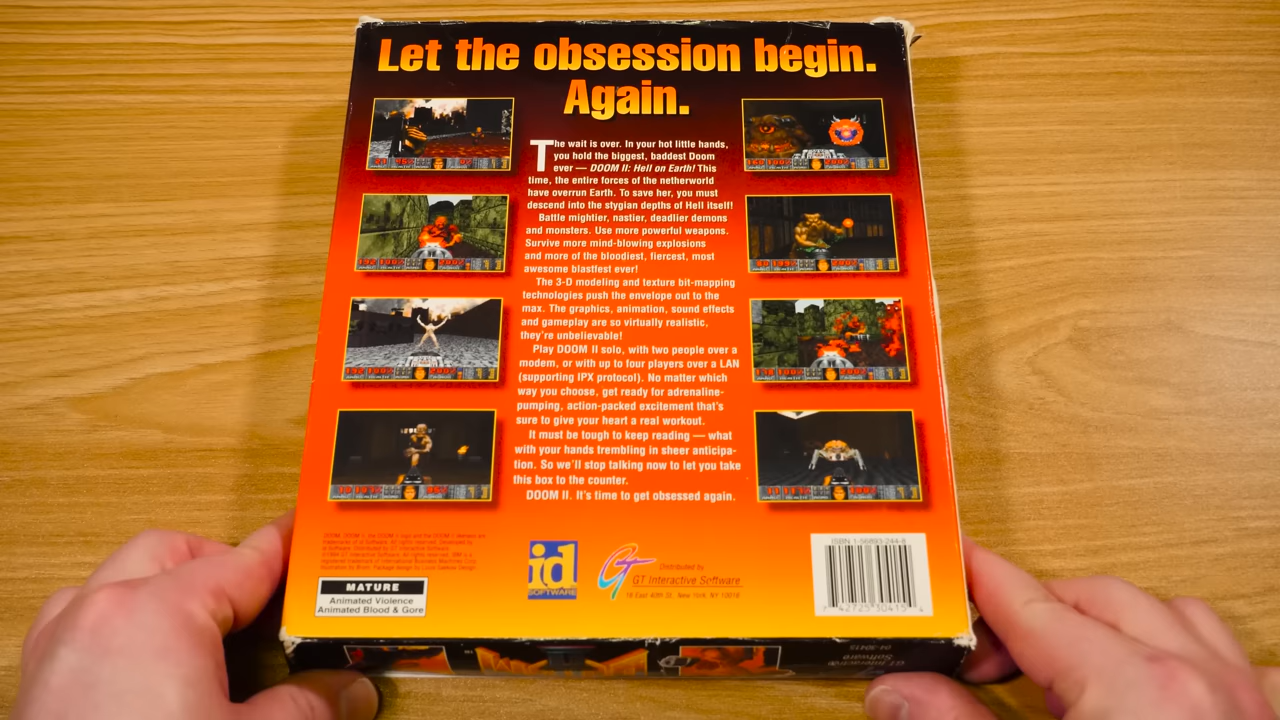 Let the obsession begin.
Again.
The wait is over. In your hot little hands,
you hold the biggest, baddest Doom
ever — DOOM II: Hell on Earth! This
time, the entire forces of the netherworld
have overrun Earth. To save her, you must
descend into the stygian depths of Hell itself!
Battle mightier, nastier, deadlier demons
and monsters. Use more powerful weapons.
Survive more mind-blowing explosions
and more of the bloodiest, fiercest, most
awesome blastfest ever!
The 3-D modeling and texture bit-mapping
technologies push the envelope out to the
max. The graphics, animation, sound effects
and gameplay are so virtually realistic,
they're unbelievable!
Play DOOM II solo, with two people over a
modem, or with up to four players over a LAN
(supporting IPX protocol). No matter which
way you choose, get ready for adrenaline-
pumping, action-packed excitement that's
sure to give your heart a real workout.
It must be tough to keep reading — what
with your hands trembling in sheer anticipa-
tion. So we'll stop talking now to let you take
this box to the counter.
DOOM II. It's time to get obsessed again.
MATURE
Animated Violence
Animated Blood & Gore
id
SOFTWARE
GT
Distributed by
GT Interactive Software
16 East 40th St. New York, NY 10016
ISBN 1-56893-244-8
7 42725 30415 4
GT Interactive
Software
04-30415